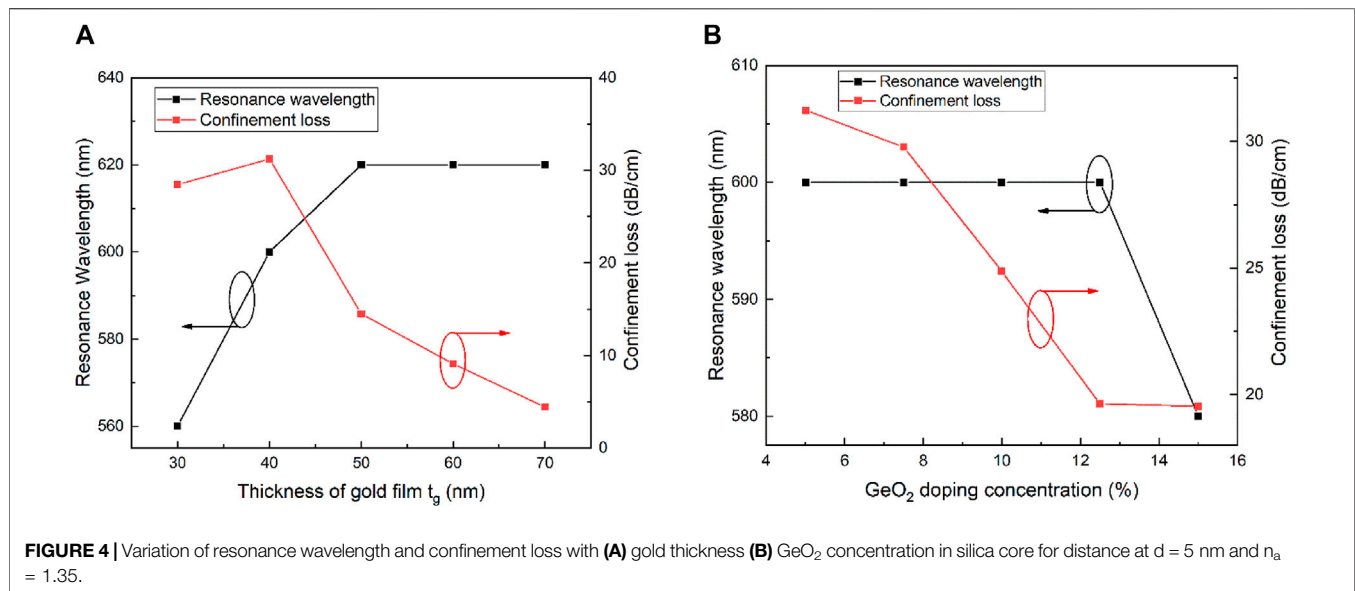 A
Resonance wavelength
Confinement loss
Resonance Wavelength (nm)
640
620
600
580
560
40
30
20
10
0
Confinement loss (dB/cm)
30 40 50 60 70
Thickness of gold film tg (nm)
B
Resonance wavelength
Confinement loss
Resonance wavelength (nm)
610
600
590
580
30
25
20
Confinement loss (dB/cm)
4 6 8 10 12 14 16
GeO2 doping concentration (%)
FIGURE 4 | Variation of resonance wavelength and confinement loss with (A) gold thickness (B) GeO2 concentration in silica core for distance at d = 5 nm and na
= 1.35.